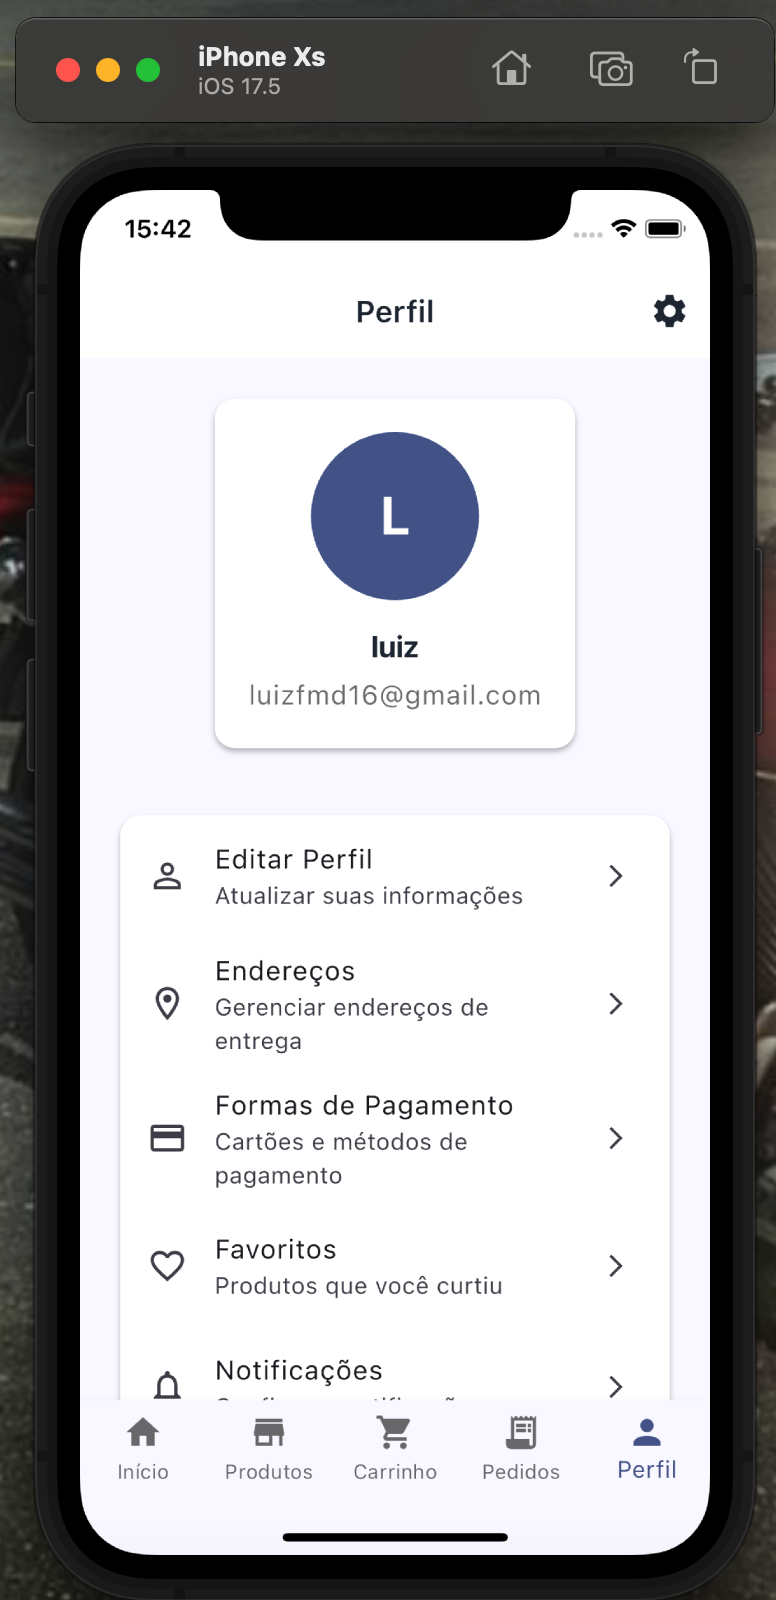 iPhone Xs
iOS 17.5
15:42
Perfil
L
luiz
luizfmd16@gmail.com
Editar Perfil
Atualizar suas informações
Endereços
Gerenciar endereços de
entrega
Formas de Pagamento
Cartões e métodos de
pagamento
Favoritos
Produtos que você curtiu
Notificações
Início
Produtos
Carrinho
Pedidos
Perfil